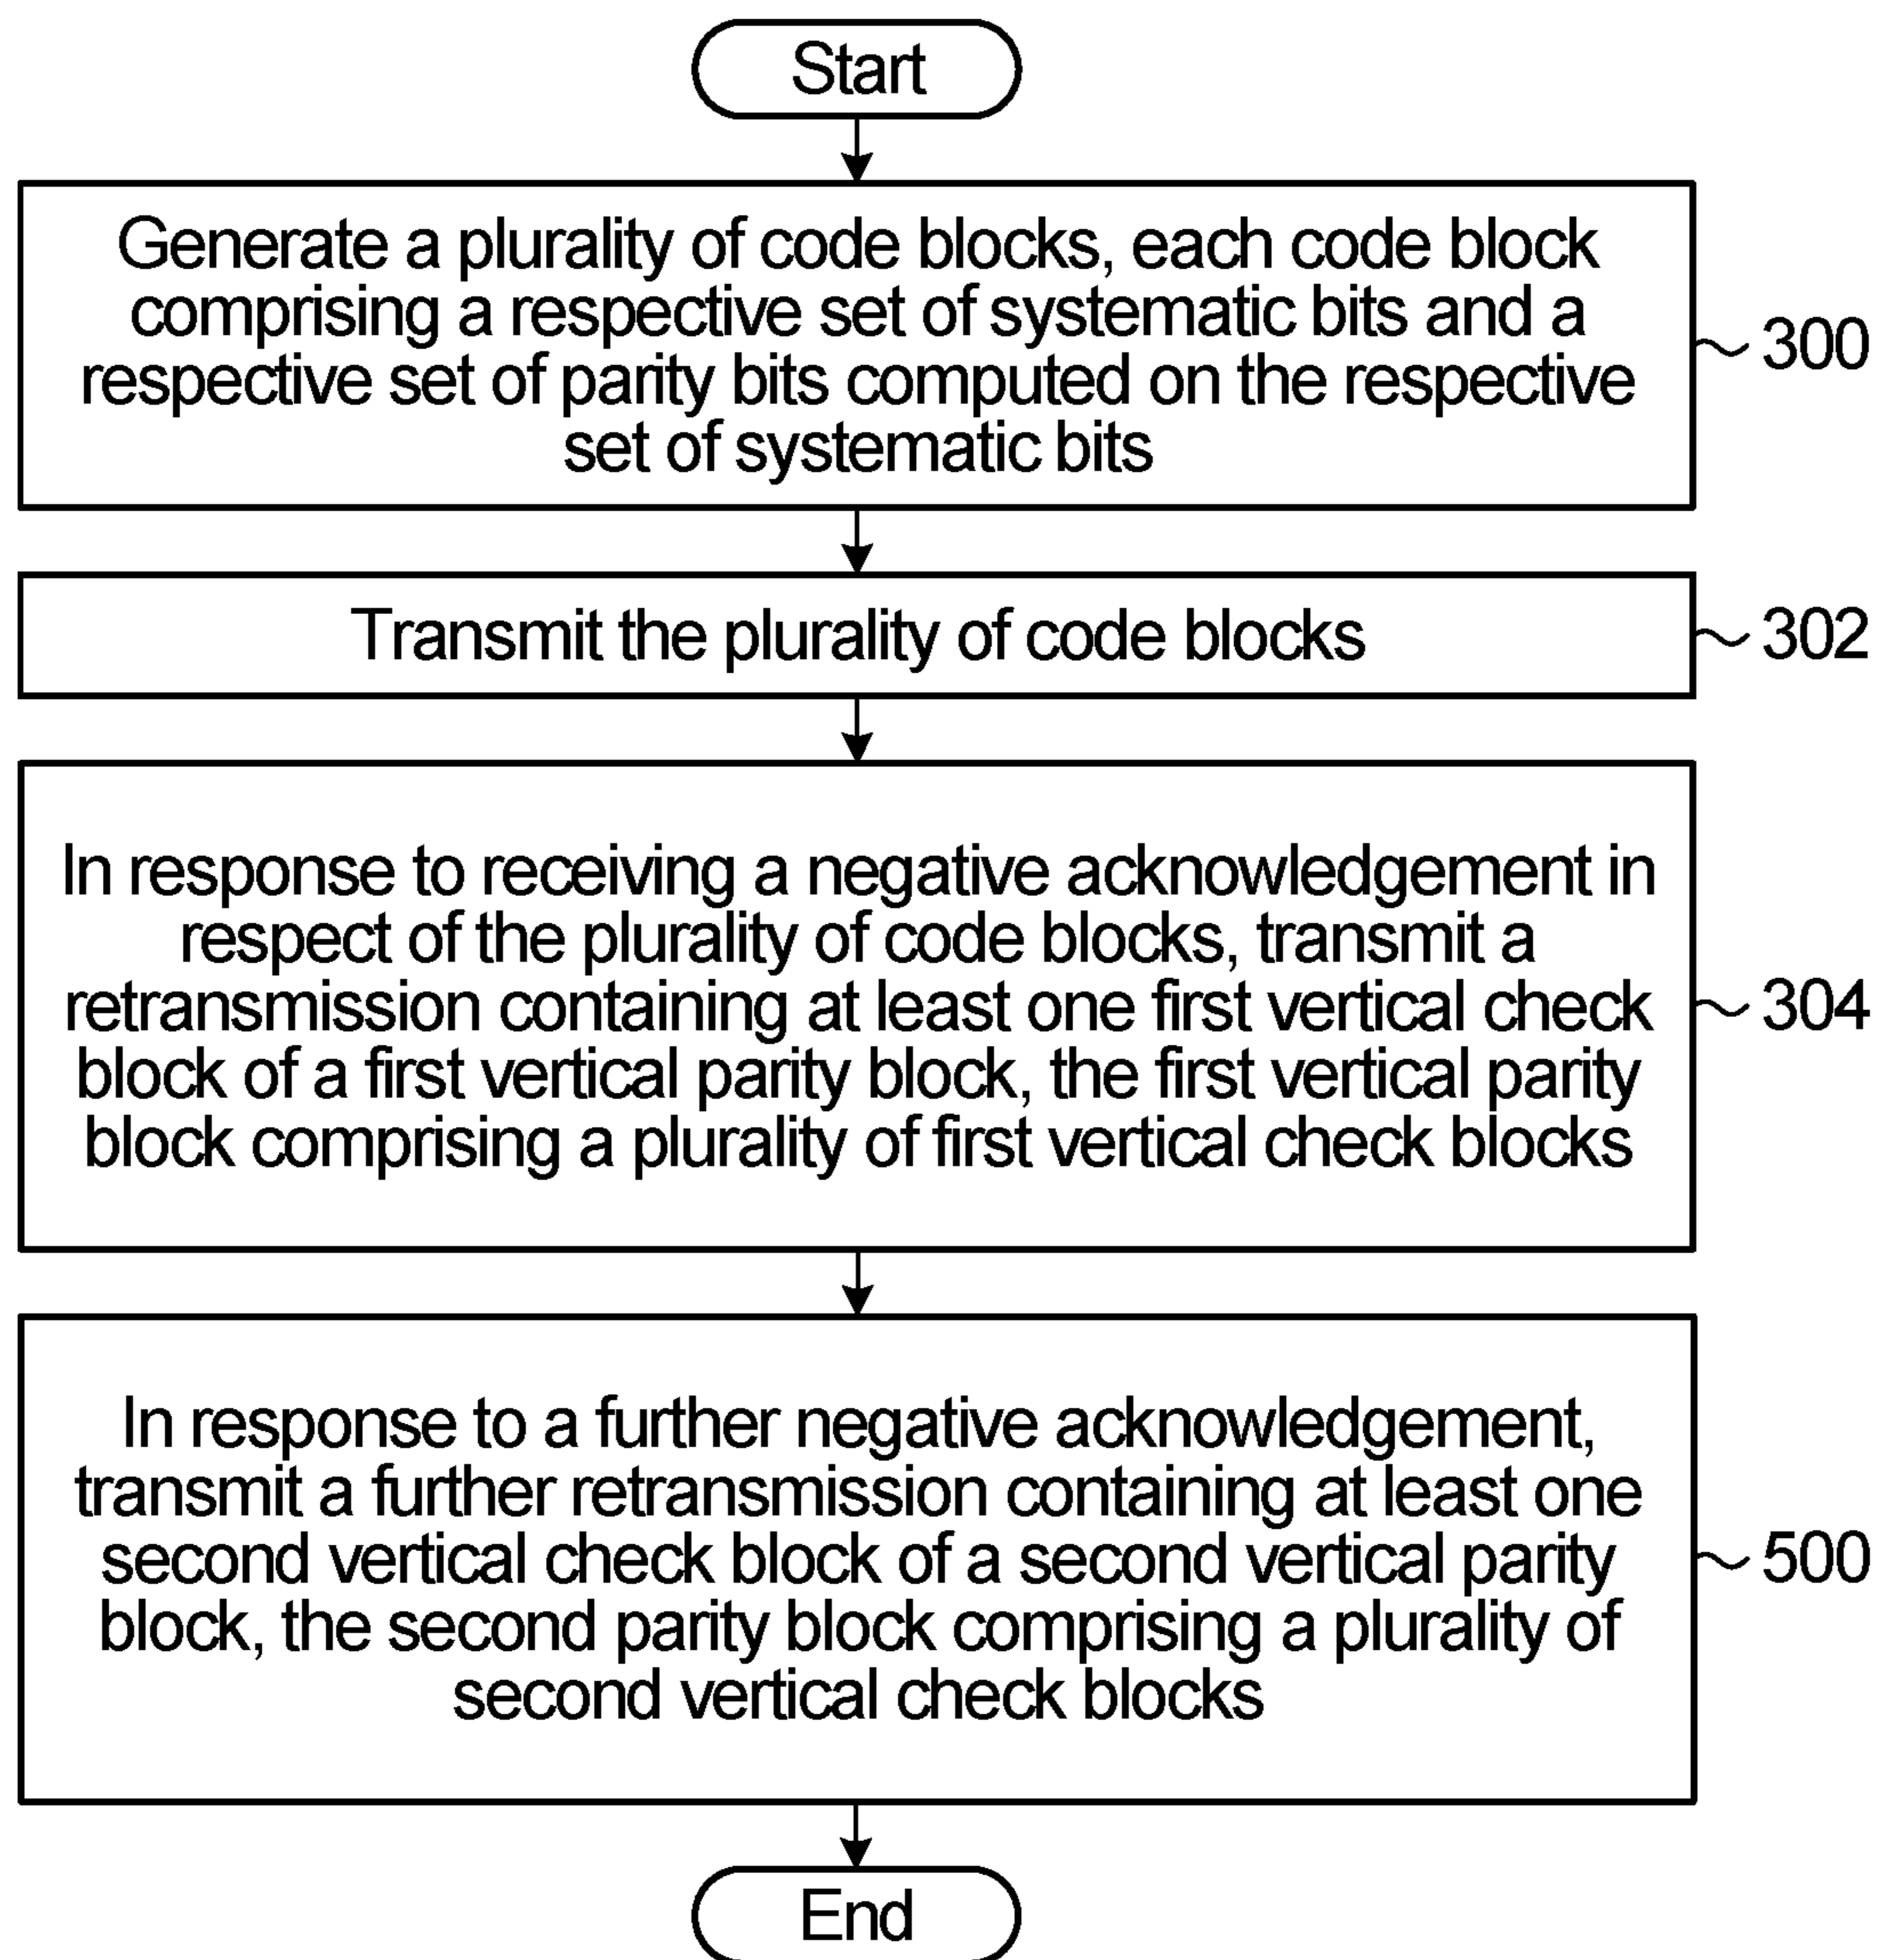 Start
Generate a plurality of code blocks, each code block
comprising a respective set of systematic bits and a
respective set of parity bits computed on the respective
set of systematic bits
300
Transmit the plurality of code blocks
302
In response to receiving a negative acknowledgement in
respect of the plurality of code blocks, transmit a
retransmission containing at least one first vertical check
block of a first vertical parity block, the first vertical parity
block comprising a plurality of first vertical check blocks
304
In response to a further negative acknowledgement,
transmit a further retransmission containing at least one
second vertical check block of a second vertical parity
block, the second parity block comprising a plurality of
second vertical check blocks
500
End